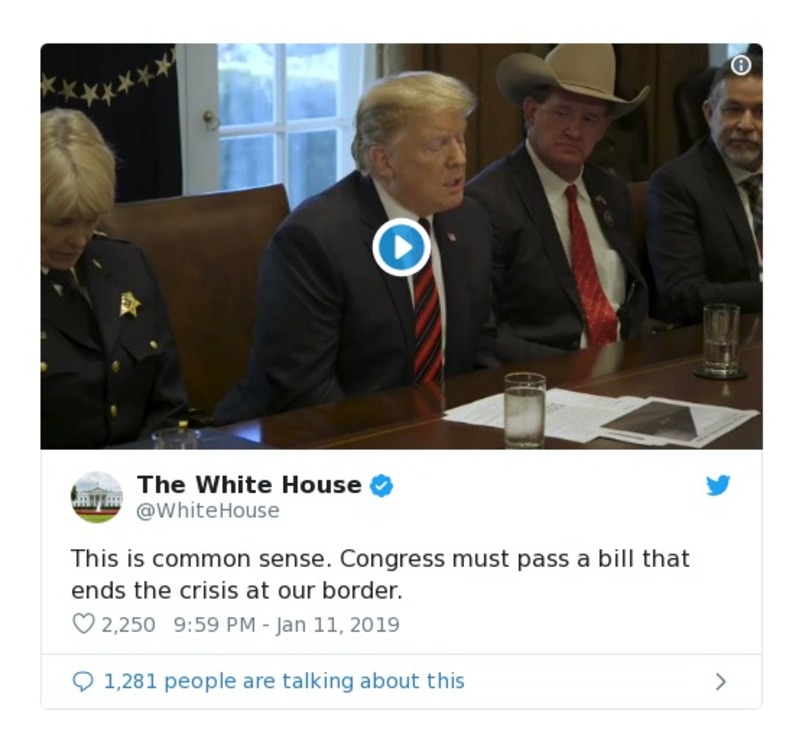 The White House
@WhiteHouse
This is common sense. Congress must pass a bill that
ends the crisis at our border.
2,250 9:59 PM - Jan 11, 2019
1,281 people are talking about this